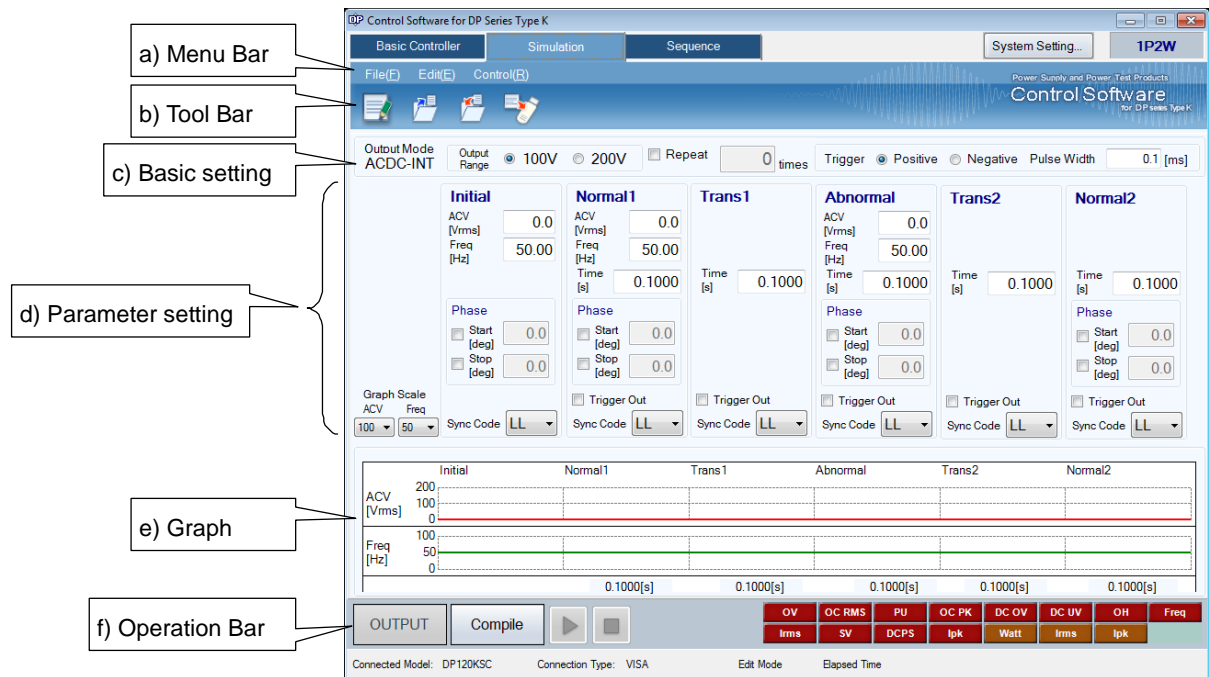 a) Menu Bar
b) Tool Bar
c) Basic setting
d) Parameter setting
e) Graph
f) Operation Bar
DP Control Software for DP Series Type K
Basic Controller Simulation Sequence System Setting... 1P2W
File(F) Edit(E) Control(R)
Power Supply and Power Test Products
Control Software
for DP series Type K
Output Mode
ACDC-INT
Output Range 100V 200V Repeat 0 times Trigger Positive Negative Pulse Width 0.1 [ms]
Initial
ACV [Vrms] 0.0
Freq [Hz] 50.00
Phase
Start [deg] 0.0
Stop [deg] 0.0
Sync Code LL
Normal1
ACV [Vrms] 0.0
Freq [Hz] 50.00
Time [s] 0.1000
Phase
Start [deg] 0.0
Stop [deg] 0.0
Trigger Out
Sync Code LL
Trans1
Time [s] 0.1000
Trigger Out
Sync Code LL
Abnormal
ACV [Vrms] 0.0
Freq [Hz] 50.00
Time [s] 0.1000
Phase
Start [deg] 0.0
Stop [deg] 0.0
Trigger Out
Sync Code LL
Trans2
Time [s] 0.1000
Trigger Out
Sync Code LL
Normal2
Time [s] 0.1000
Phase
Start [deg] 0.0
Stop [deg] 0.0
Trigger Out
Sync Code LL
Graph Scale
ACV Freq
100 50
Initial Normal1 Trans1 Abnormal Trans2 Normal2
ACV [Vrms]
200
100
0
Freq [Hz]
100
50
0
0.1000[s] 0.1000[s] 0.1000[s] 0.1000[s] 0.1000[s]
OUTPUT Compile
OV OC RMS PU OC PK DC OV DC UV OH Freq
Irms SV DCPS Ipk Watt Irms Ipk
Connected Model: DP120KSC Connection Type: VISA Edit Mode Elapsed Time